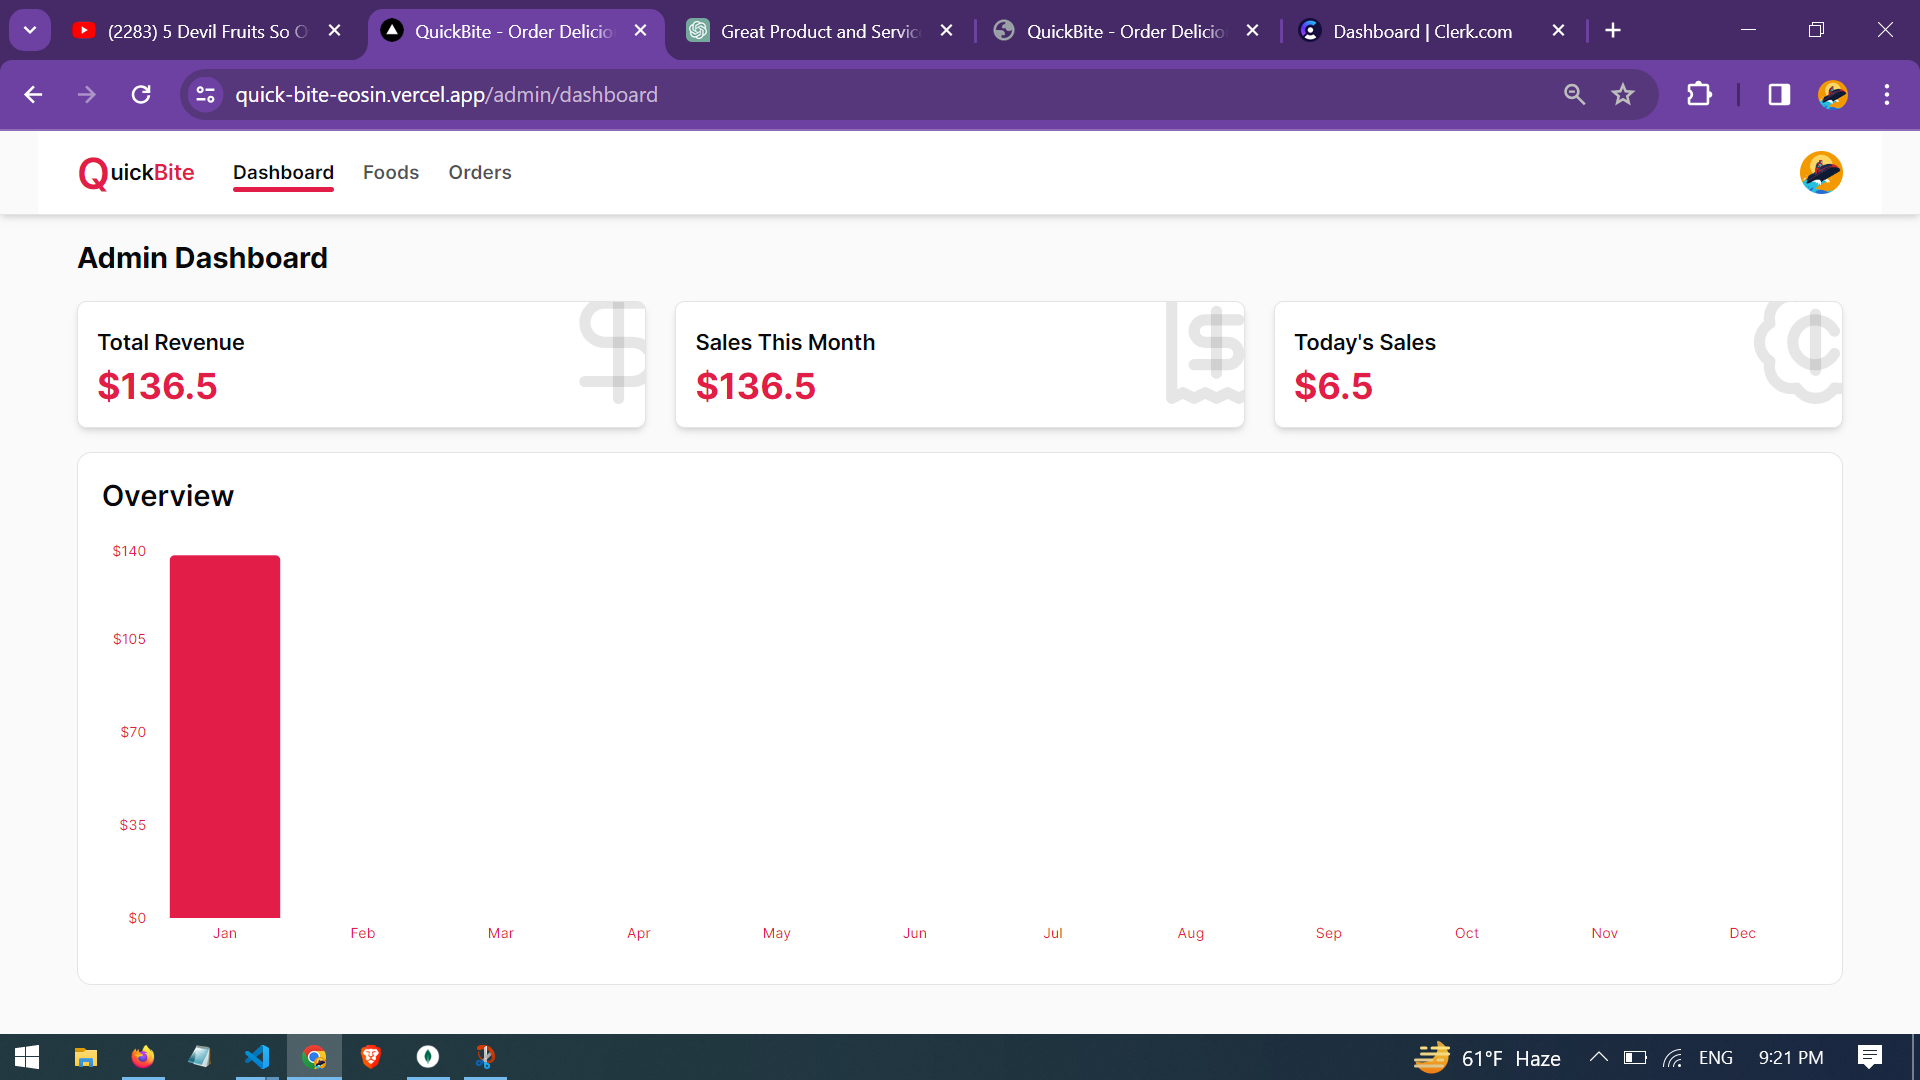 (2283) 5 Devil Fruits So O
QuickBite - Order Delicio
Great Product and Servic
QuickBite - Order Delicio
Dashboard | Clerk.com
quick-bite-eosin.vercel.app/admin/dashboard
QuickBite Dashboard Foods Orders
Admin Dashboard
Total Revenue
$136.5
Sales This Month
$136.5
Today's Sales
$6.5
Overview
$140
$105
$70
$35
$0
Jan Feb Mar Apr May Jun Jul Aug Sep Oct Nov Dec
61°F Haze ENG 9:21 PM